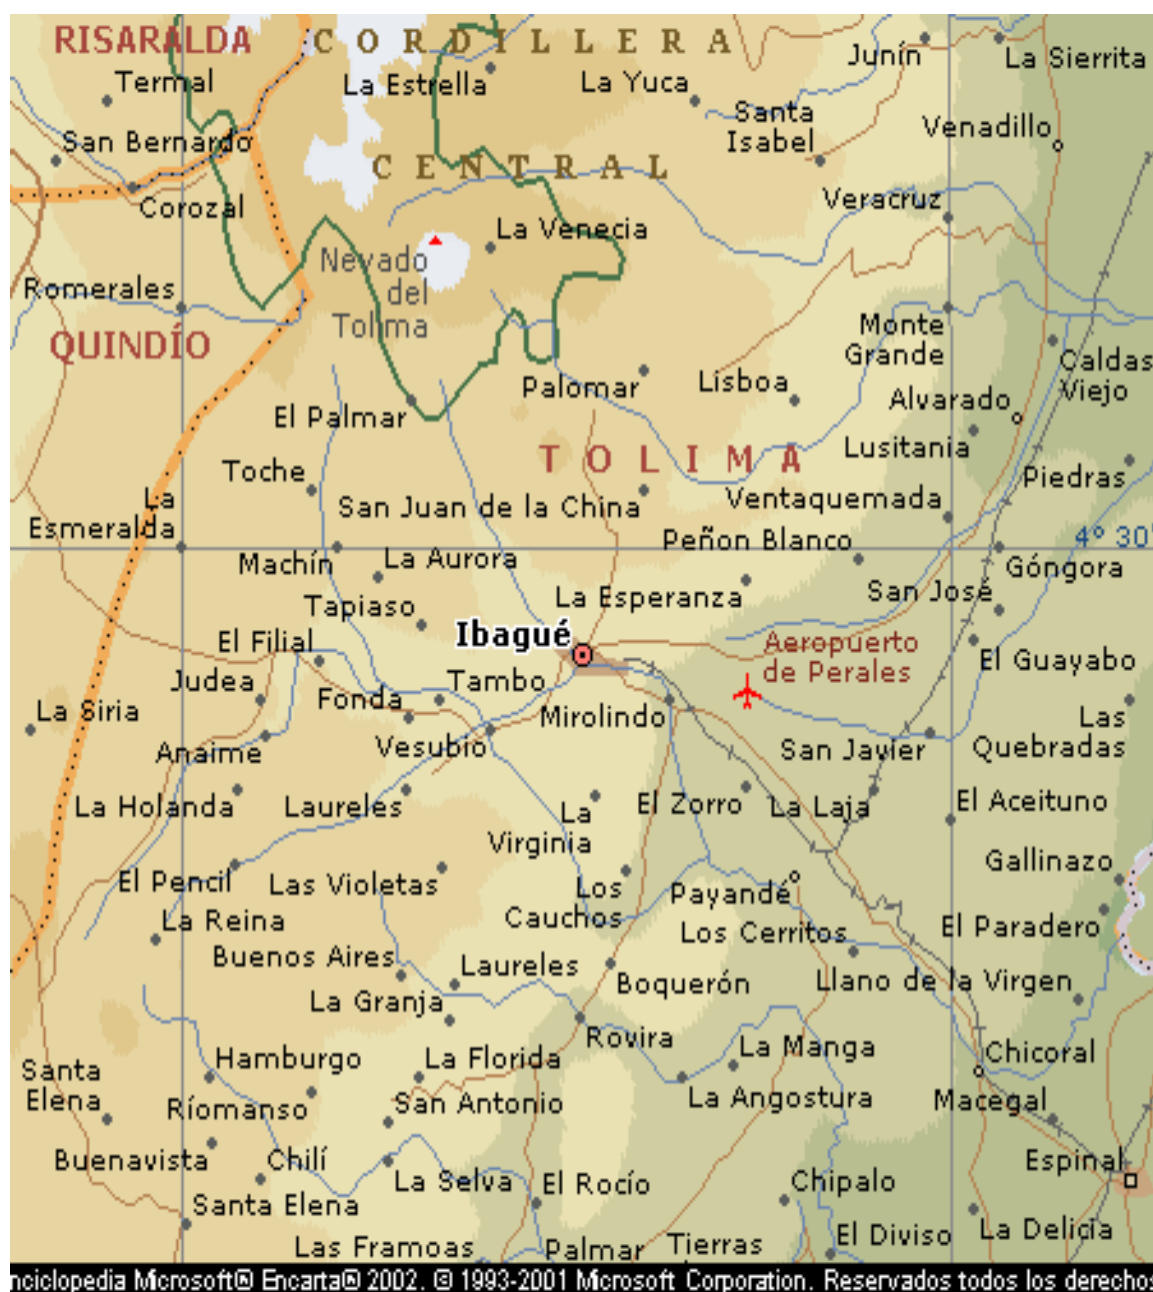 RISARALDA
CORDILLERA
Junín
La Sierrita
Termal
La Estrella
La Yuca
Santa
Isabel
Venadillo
San Bernardo
CENTRAL
Corozal
Veracruz
La Venecia
Nevado
del
Tolima
Romerales
QUINDÍO
Monte
Grande
Caldas
Viejo
Palomar
Lisboa
Alvarado
El Palmar
Lusitania
TOLIMA
Toche
Piedras
La
Esmeralda
San Juan de la China
Ventaquemada
Peñon Blanco
4° 30'
Machín
La Aurora
Góngora
Tapiaso
La Esperanza
San José
El Filial
Ibagué
Aeropuerto
de Perales
El Guayabo
Judea
Fonda
Tambo
La Siria
Mirolindo
Las
Quebradas
Anaime
Vesubio
San Javier
La Holanda
Laureles
La
Virginia
El Zorro
La Laja
El Aceituno
Gallinazo
El Pencil
Las Violetas
Los
Cauchos
Payandé
La Reina
Los Cerritos
El Paradero
Buenos Aires
Laureles
Boquerón
Llano de la Virgen
La Granja
Rovira
Santa
Elena
Hamburgo
La Florida
La Manga
Chicoral
Ríomanso
San Antonio
La Angostura
Macegal
Buenavista
Chilí
La Selva
El Rocío
Chipalo
Espinal
Santa Elena
Las Framoas
Palmar
Tierras
El Diviso
La Delicia
nciclopedia Microsoft® Encarta® 2002. © 1993-2001 Microsoft Corporation. Reservados todos los derechos